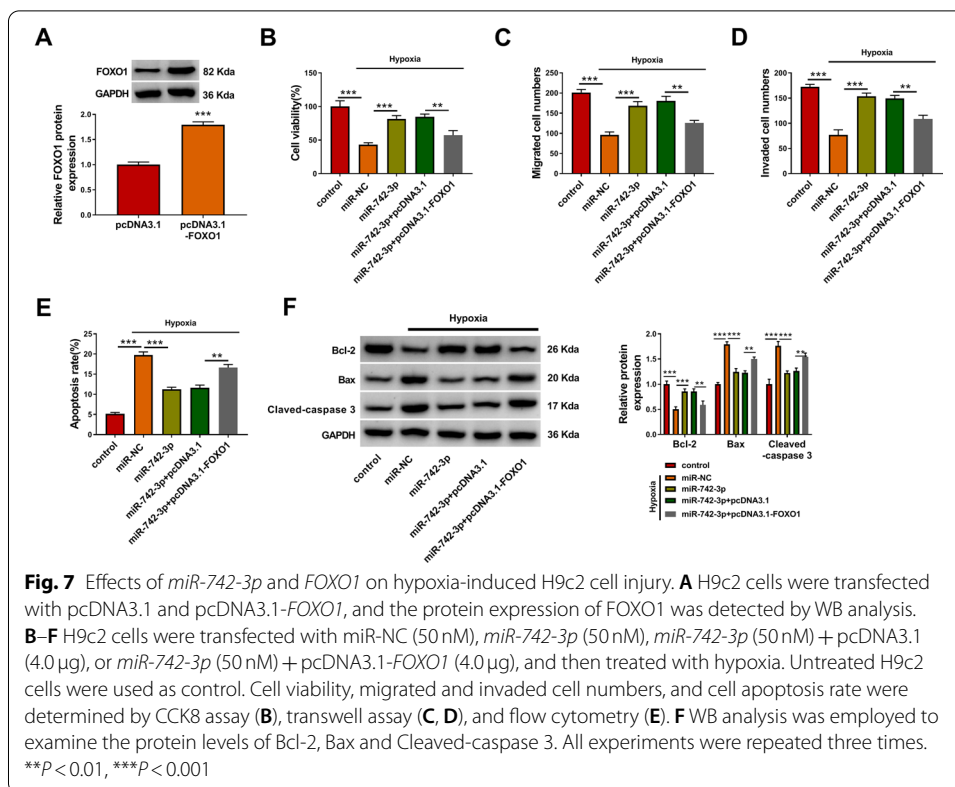 A
FOXO1
82 Kda
GAPDH
36 Kda
Relative FOXO1 protein
expression
2.0
1.5
1.0
0.5
0.0
***
pcDNA3.1
pcDNA3.1
-FOXO1
B
Hypoxia
Cell viability(%)
150
100
50
0
***
***
**
control
miR-NC
miR-742-3p
miR-742-3p+pcDNA3.1
miR-742-3p+pcDNA3.1-FOXO1
C
Hypoxia
Migrated cell numbers
250
200
150
100
50
0
***
***
**
control
miR-NC
miR-742-3p
miR-742-3p+pcDNA3.1
miR-742-3p+pcDNA3.1-FOXO1
D
Hypoxia
Invaded cell numbers
200
150
100
50
0
***
***
**
control
miR-NC
miR-742-3p
miR-742-3p+pcDNA3.1
miR-742-3p+pcDNA3.1-FOXO1
E
Hypoxia
Apoptosis rate(%)
25
20
15
10
5
0
***
***
**
control
miR-NC
miR-742-3p
miR-742-3p+pcDNA3.1
miR-742-3p+pcDNA3.1-FOXO1
F
Hypoxia
Bcl-2
26 Kda
Bax
20 Kda
Claved-caspase 3
17 Kda
GAPDH
36 Kda
control
miR-NC
miR-742-3p
miR-742-3p+pcDNA3.1
miR-742-3p+pcDNA3.1-FOXO1
Relative protein
expression
2.0
1.5
1.0
0.5
0.0
***
***
**
***
***
**
***
***
**
Bcl-2
Bax
Cleaved
-caspase 3
control
miR-NC
miR-742-3p
miR-742-3p+pcDNA3.1
miR-742-3p+pcDNA3.1-FOXO1
Hypoxia
Fig. 7 Effects of miR-742-3p and FOXO1 on hypoxia-induced H9c2 cell injury. A H9c2 cells were transfected
with pcDNA3.1 and pcDNA3.1-FOXO1, and the protein expression of FOXO1 was detected by WB analysis.
B–F H9c2 cells were transfected with miR-NC (50 nM), miR-742-3p (50 nM), miR-742-3p (50 nM) + pcDNA3.1
(4.0 μg), or miR-742-3p (50 nM) + pcDNA3.1-FOXO1 (4.0 μg), and then treated with hypoxia. Untreated H9c2
cells were used as control. Cell viability, migrated and invaded cell numbers, and cell apoptosis rate were
determined by CCK8 assay (B), transwell assay (C, D), and flow cytometry (E). F WB analysis was employed to
examine the protein levels of Bcl-2, Bax and Cleaved-caspase 3. All experiments were repeated three times.
**P < 0.01, ***P < 0.001